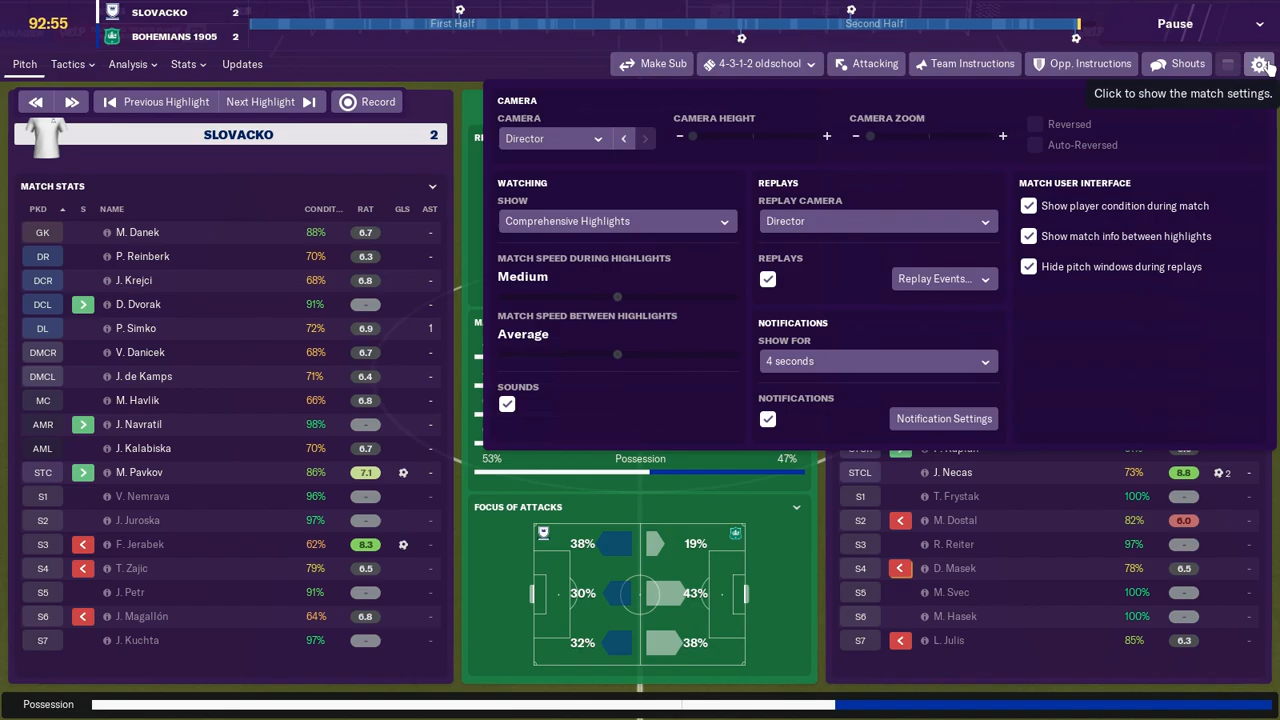 92:55
SLOVACKO 2
BOHEMIANS 1905 2
First Half
Second Half
Pause
Pitch Tactics Analysis Stats Updates
Make Sub 4-3-1-2 oldschool Attacking Team Instructions Opp. Instructions Shouts
Click to show the match settings.
Previous Highlight Next Highlight Record
SLOVACKO 2
MATCH STATS
PKD S NAME CONDIT... RAT GLS AST
GK M. Danek 88% 6.7 -
DR P. Reinberk 70% 6.3 -
DCR J. Krejci 68% 6.8 -
DCL D. Dvorak 91% - -
DL P. Simko 72% 6.9 1
DMCR V. Danicek 68% 6.7 -
DMCL J. de Kamps 71% 6.4 -
MC M. Havlik 66% 6.8 -
AMR J. Navratil 98% - -
AML J. Kalabiska 70% 6.7 -
STC M. Pavkov 86% 7.1 -
S1 V. Nemrava 96% - -
S2 J. Juroska 97% - -
S3 F. Jerabek 62% 8.3 -
S4 T. Zajic 79% 6.5 -
S5 J. Petr 91% - -
S6 J. Magallón 64% 6.8 -
S7 J. Kuchta 97% - -
CAMERA
CAMERA
Director
CAMERA HEIGHT
- +
CAMERA ZOOM
- +
Reversed
Auto-Reversed
WATCHING
SHOW
Comprehensive Highlights
MATCH SPEED DURING HIGHLIGHTS
Medium
MATCH SPEED BETWEEN HIGHLIGHTS
Average
SOUNDS
REPLAYS
REPLAY CAMERA
Director
REPLAYS
Replay Events...
NOTIFICATIONS
SHOW FOR
4 seconds
NOTIFICATIONS
Notification Settings
MATCH USER INTERFACE
Show player condition during match
Show match info between highlights
Hide pitch windows during replays
53% Possession 47%
FOCUS OF ATTACKS
38% 19%
30% 43%
32% 38%
STCL J. Necas 73% 8.8 2 -
S1 T. Frystak 100% - -
S2 M. Dostal 82% 6.0 -
S3 R. Reiter 97% - -
S4 D. Masek 78% 6.5 -
S5 M. Svec 100% - -
S6 M. Hasek 100% - -
S7 L. Julis 85% 6.3 -
Possession